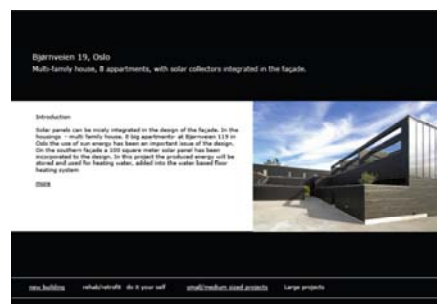 Bjørnveien 19, Oslo
Multi-family house, 8 appartments, with solar collectors integrated in the façade.
Introduction
Solar panels can be nicely integrated in the design of the façade. In the
housings - multi family house, 8 big apartments- at Bjørnveien 119 in
Oslo the use of sun energy has been an important issue of the design.
On the southern façade a 100 square meter solar panel has been
incorporated to the design. In this project the produced energy will be
stored and used for heating water, added into the water based floor
heating system
more
new building rehab/retrofit do it your self small/medium sized projects Large projects